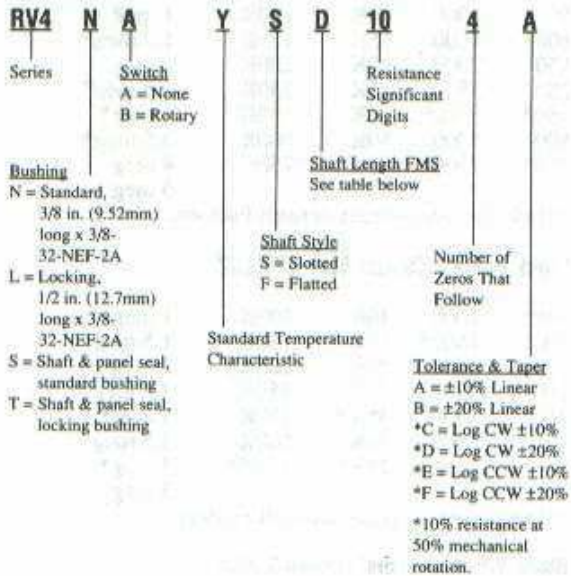 RV4 N A Y S D 10 4 A
Series
Switch
A = None
B = Rotary
Resistance
Significant
Digits
Bushing
N = Standard,
3/8 in. (9.52mm)
long x 3/8-
32-NEF-2A
L = Locking,
1/2 in. (12.7mm)
long x 3/8-
32-NEF-2A
S = Shaft & panel seal,
standard bushing
T = Shaft & panel seal,
locking bushing
Shaft Length FMS
See table below
Shaft Style
S = Slotted
F = Flatted
Standard Temperature
Characteristic
Number of
Zeros That
Follow
Tolerance & Taper
A = ±10% Linear
B = ±20% Linear
*C = Log CW ±10%
*D = Log CW ±20%
*E = Log CCW ±10%
*F = Log CCW ±20%
*10% resistance at
50% mechanical
rotation.